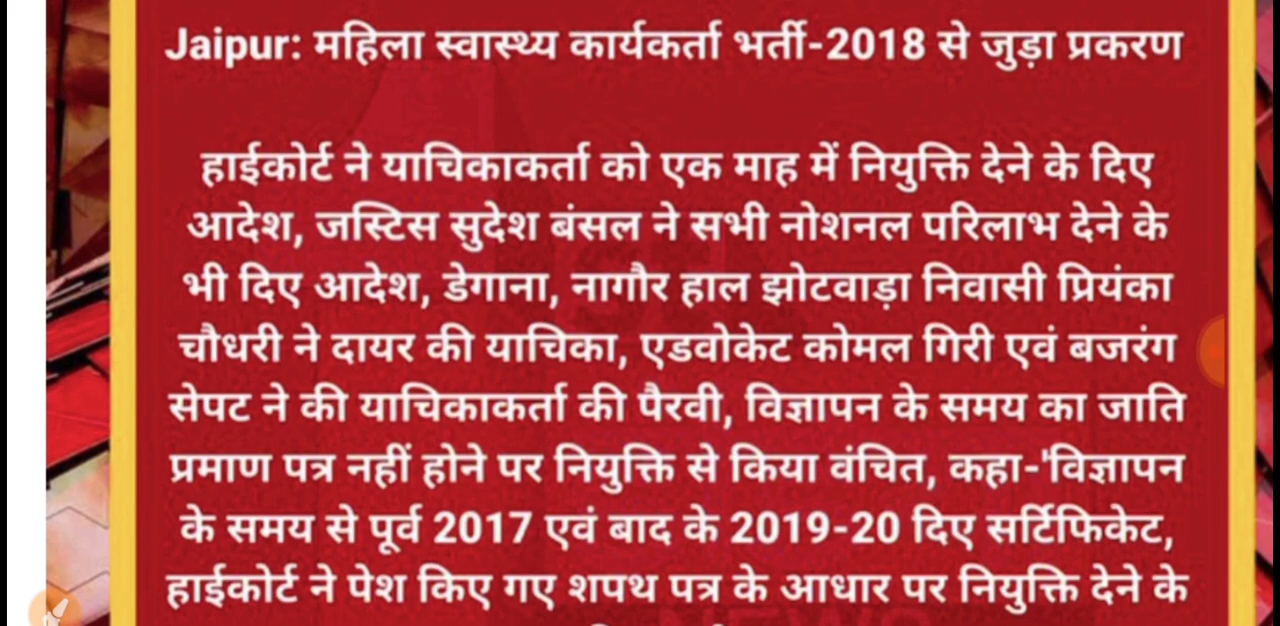 Jaipur: महिला स्वास्थ्य कार्यकर्ता भर्ती-2018 से जुड़ा प्रकरण
हाईकोर्ट ने याचिकाकर्ता को एक माह में नियुक्ति देने के दिए
आदेश, जस्टिस सुदेश बंसल ने सभी नोशनल परिलाभ देने के
भी दिए आदेश, डेगाना, नागौर हाल झोटवाड़ा निवासी प्रियंका
चौधरी ने दायर की याचिका, एडवोकेट कोमल गिरी एवं बजरंग
सेपट ने की याचिकाकर्ता की पैरवी, विज्ञापन के समय का जाति
प्रमाण पत्र नहीं होने पर नियुक्ति से किया वंचित, कहा-'विज्ञापन
के समय से पूर्व 2017 एवं बाद के 2019-20 दिए सर्टिफिकेट,
हाईकोर्ट ने पेश किए गए शपथ पत्र के आधार पर नियुक्ति देने के